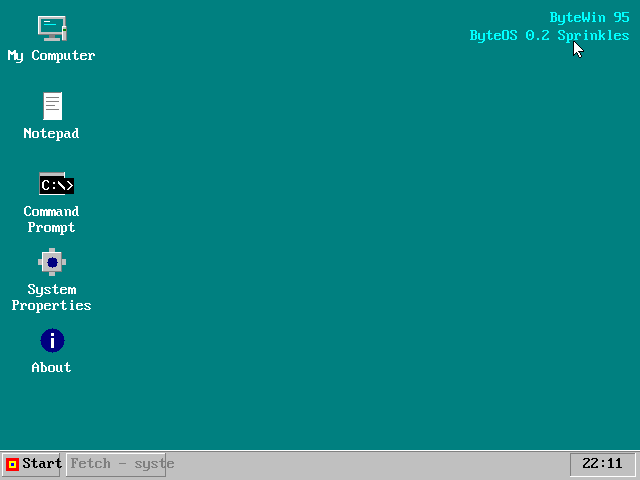 ByteWin 95
ByteOS 0.2 Sprinkles
My Computer
Notepad
C:\>
Command
Prompt
System
Properties
i
About
Start
Fetch - syste
22:11